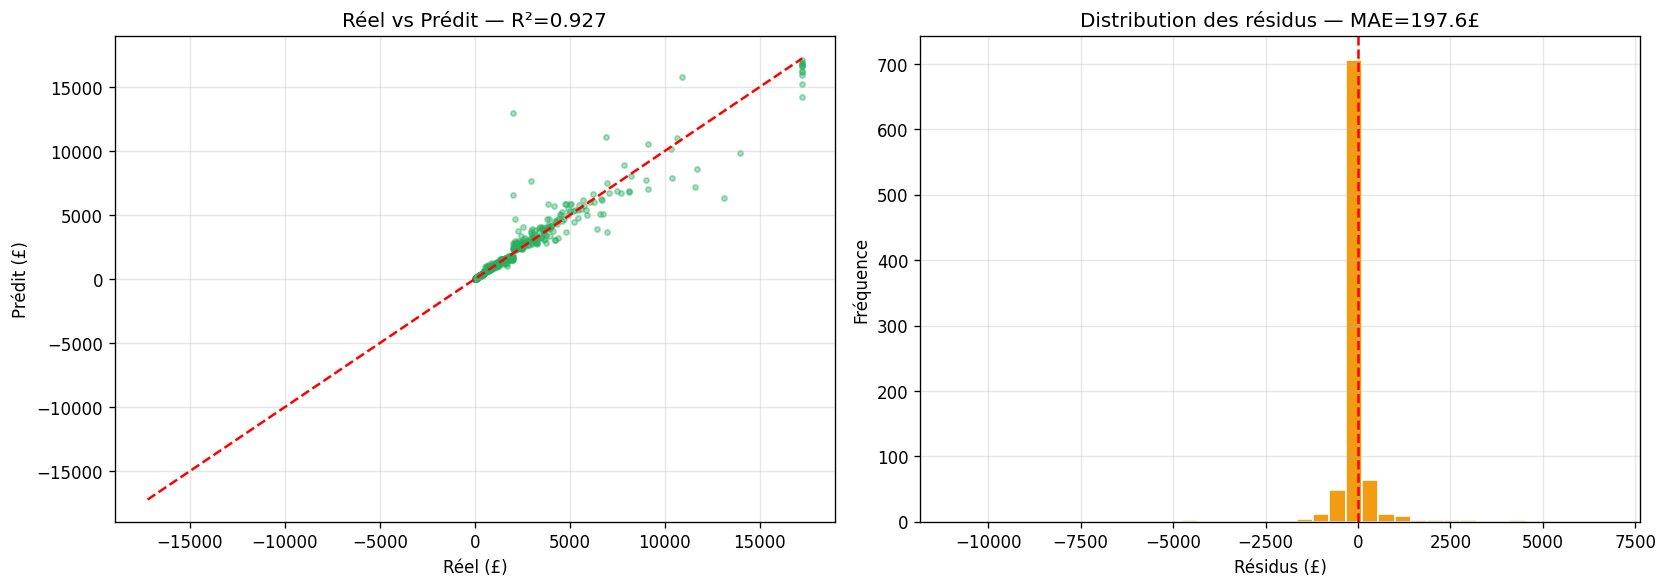 Réel vs Prédit — R²=0.927
Prédit (£)
15000
10000
5000
0
−5000
−10000
−15000
−15000 −10000 −5000 0 5000 10000 15000
Réel (£)
Distribution des résidus — MAE=197.6£
Fréquence
700
600
500
400
300
200
100
0
−10000 −7500 −5000 −2500 0 2500 5000 7500
Résidus (£)